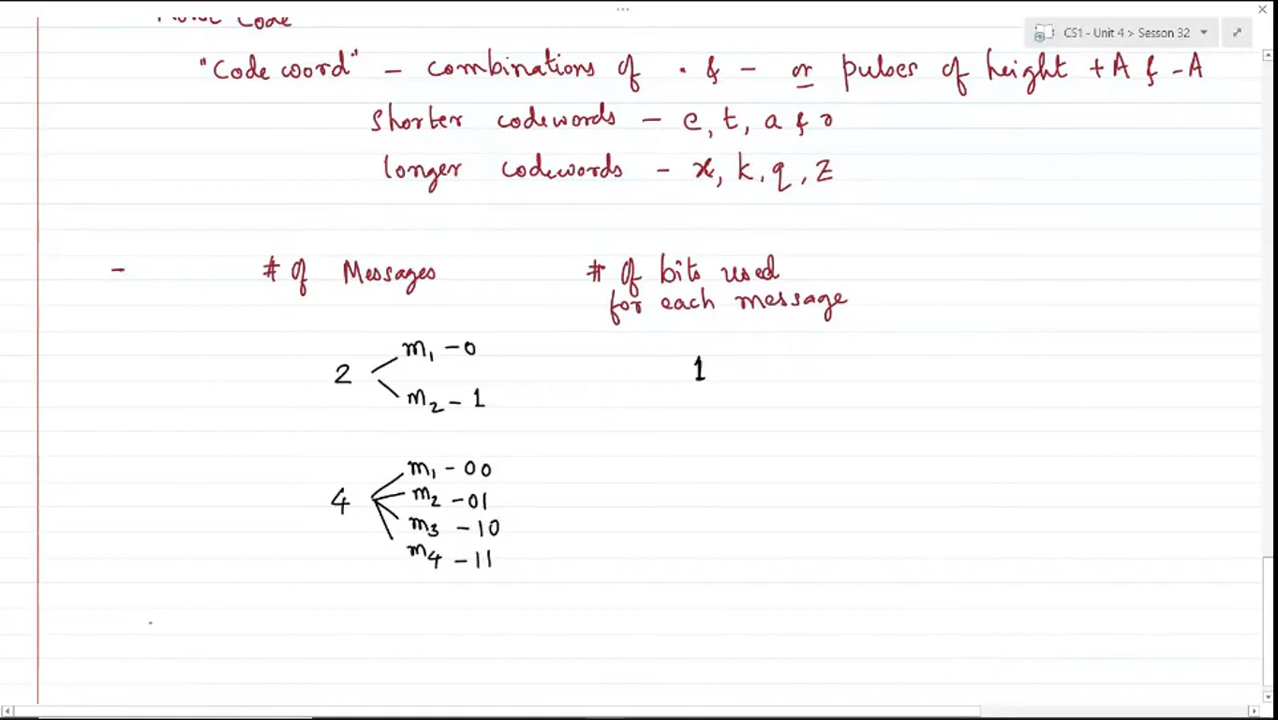 CS1 - Unit 4 > Sesson 32
Code
"Code word" - combinations of · & - or pulses of height +A & -A
shorter codewords - e, t, a & o
longer codewords - x, k, q, z
- # of Messages # of bits used
for each message
m1 - 0
2 1
m2 - 1
m1 - 00
4 m2 - 01
m3 - 10
m4 - 11